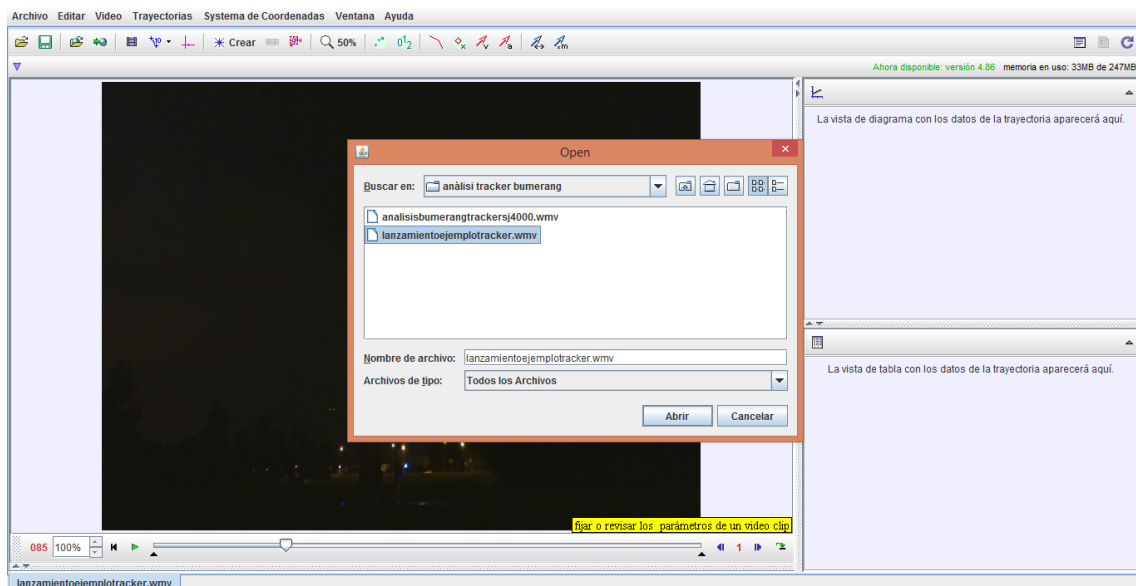 Archivo Editar Video Trayectorias Systema de Coordenadas Ventana Ayuda
Crear 50%
Ahora disponible: versión 4.86 memoria en uso: 33MB de 247MB
La vista de diagrama con los datos de la trayectoria aparecerá aquí.
Open
Buscar en: anàlisi tracker bumerang
analisisbumerangtrackersj4000.wmv
lanzamientoejemplotracker.wmv
Nombre de archivo: lanzamientoejemplotracker.wmv
Archivos de tipo: Todos los Archivos
Abrir Cancelar
La vista de tabla con los datos de la trayectoria aparecerá aquí.
fijar o revisar los parámetros de un video clip
085 100% 1
lanzamientoejemplotracker.wmv